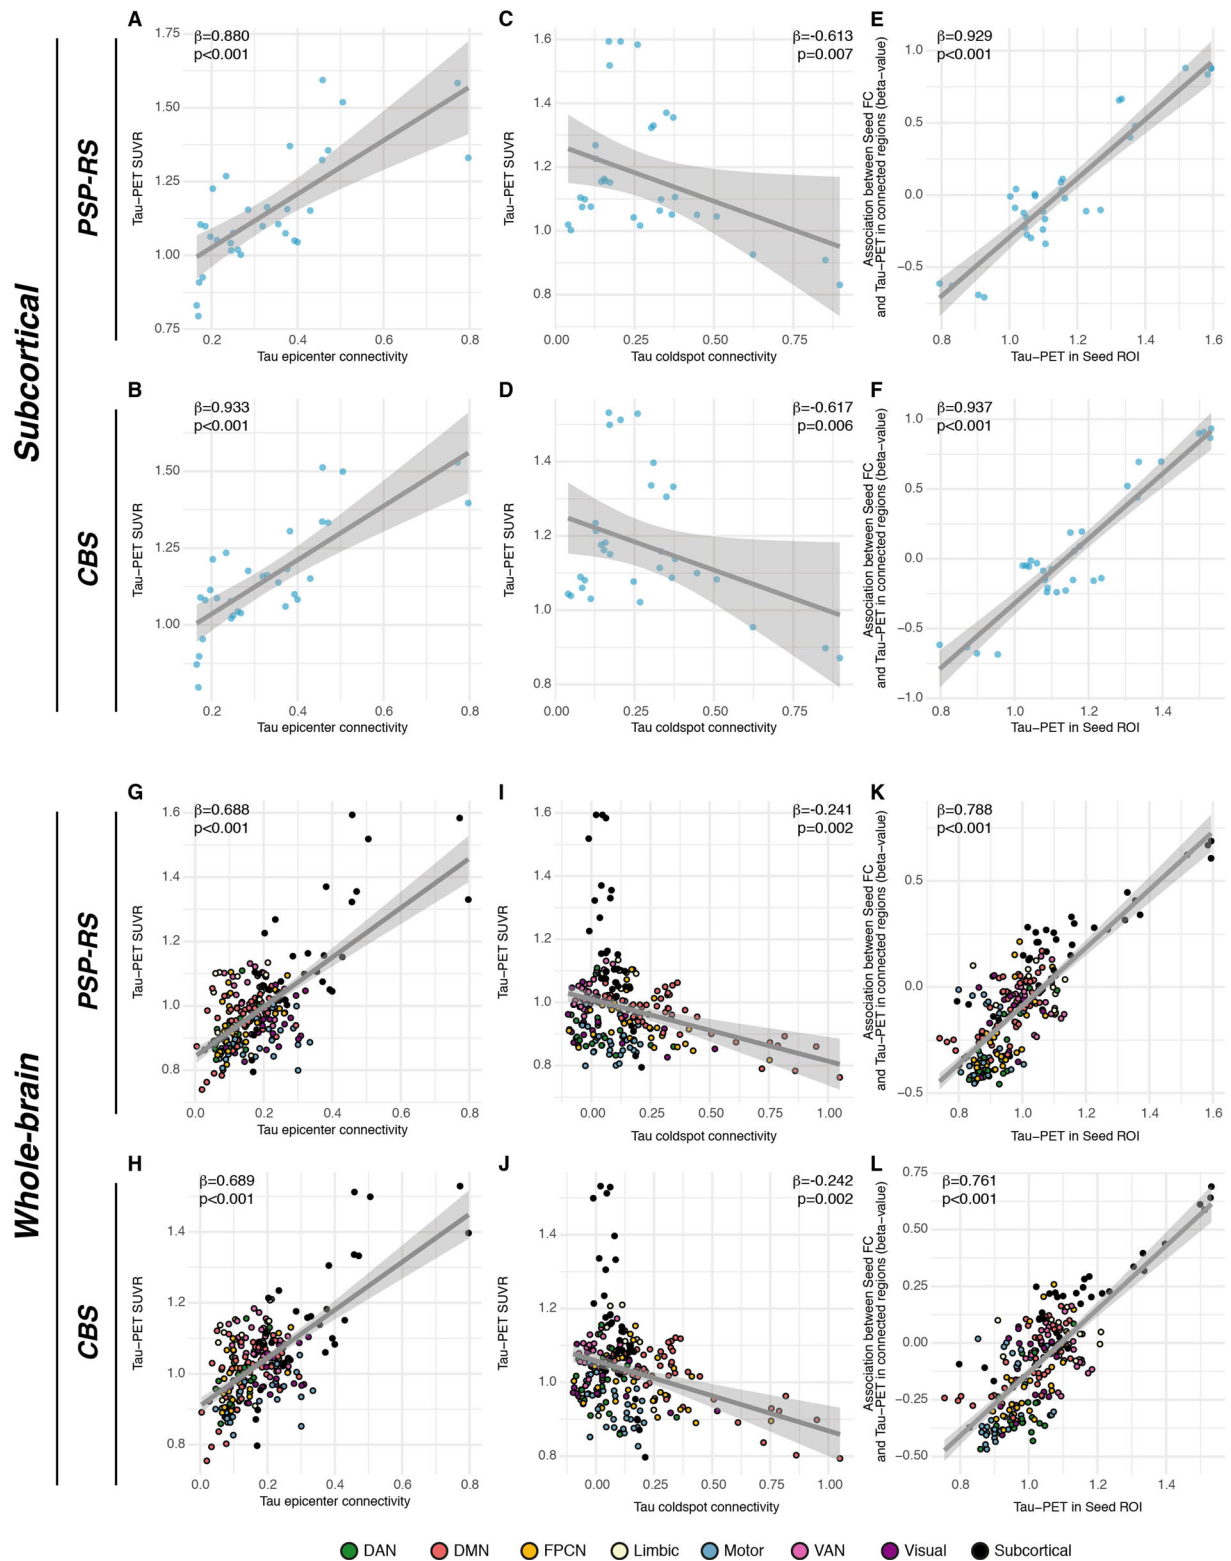 Subcortical
PSP-RS
A
β=0.880
p<0.001
Tau−PET SUVR
1.75
1.50
1.25
1.00
0.75
0.2
0.4
0.6
0.8
Tau epicenter connectivity
C
β=-0.613
p=0.007
Tau−PET SUVR
1.6
1.4
1.2
1.0
0.8
0.00
0.25
0.50
0.75
Tau coldspot connectivity
E
β=0.929
p<0.001
Association between Seed FC
and Tau−PET in connected regions (beta−value)
1.0
0.5
0.0
−0.5
1.0
1.2
1.4
1.6
Tau−PET in Seed ROI
CBS
B
β=0.933
p<0.001
Tau−PET SUVR
1.50
1.25
1.00
0.2
0.4
0.6
0.8
Tau epicenter connectivity
D
β=-0.617
p=0.006
Tau−PET SUVR
1.4
1.2
1.0
0.8
0.00
0.25
0.50
0.75
Tau coldspot connectivity
F
β=0.937
p<0.001
Association between Seed FC
and Tau−PET in connected regions (beta−value)
1.0
0.5
0.0
−0.5
−1.0
0.8
1.0
1.2
1.4
Tau−PET in Seed ROI
Whole-brain
PSP-RS
G
β=0.688
p<0.001
Tau−PET SUVR
1.6
1.4
1.2
1.0
0.8
0.0
0.2
0.4
0.6
0.8
Tau epicenter connectivity
I
β=-0.241
p=0.002
Tau−PET SUVR
1.6
1.4
1.2
1.0
0.8
0.00
0.25
0.50
0.75
1.00
Tau coldspot connectivity
K
β=0.788
p<0.001
Association between Seed FC
and Tau−PET in connected regions (beta−value)
0.5
0.0
−0.5
0.8
1.0
1.2
1.4
1.6
Tau−PET in Seed ROI
CBS
H
β=0.689
p<0.001
Tau−PET SUVR
1.4
1.2
1.0
0.8
0.0
0.2
0.4
0.6
0.8
Tau epicenter connectivity
J
β=-0.242
p=0.002
Tau−PET SUVR
1.4
1.2
1.0
0.8
0.00
0.25
0.50
0.75
1.00
Tau coldspot connectivity
L
β=0.761
p<0.001
Association between Seed FC
and Tau−PET in connected regions (beta−value)
0.75
0.50
0.25
0.00
−0.25
−0.50
0.8
1.0
1.2
1.4
Tau−PET in Seed ROI
DAN
DMN
FPCN
Limbic
Motor
VAN
Visual
Subcortical